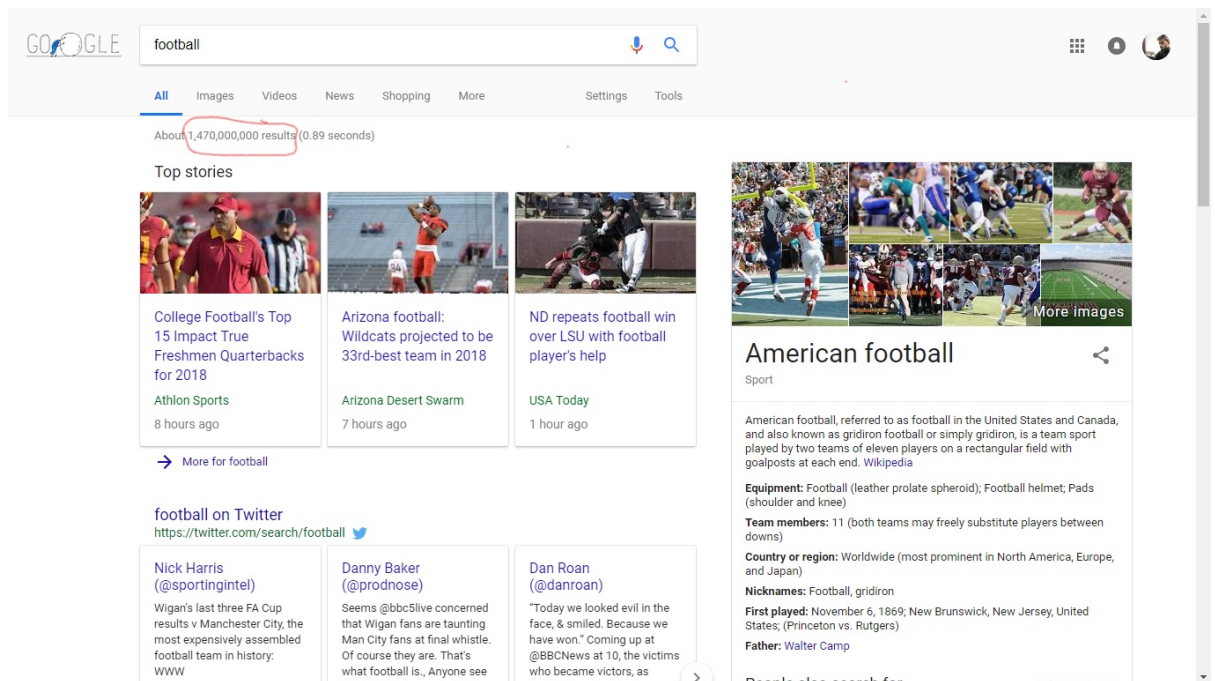 GOOGLE
football
All Images Videos News Shopping More Settings Tools
About 1,470,000,000 results (0.89 seconds)
Top stories
College Football's Top
15 Impact True
Freshmen Quarterbacks
for 2018
Athlon Sports
8 hours ago
Arizona football:
Wildcats projected to be
33rd-best team in 2018
Arizona Desert Swarm
7 hours ago
ND repeats football win
over LSU with football
player's help
USA Today
1 hour ago
More for football
football on Twitter
https://twitter.com/search/football
Nick Harris
(@sportingintel)
Wigan's last three FA Cup
results v Manchester City, the
most expensively assembled
football team in history:
WWW
Danny Baker
(@prodnose)
Seems @bbc5live concerned
that Wigan fans are taunting
Man City fans at final whistle.
Of course they are. That's
what football is., Anyone see
Dan Roan
(@danroan)
"Today we looked evil in the
face, & smiled. Because we
have won." Coming up at
@BBCNews at 10, the victims
who became victors, as
More images
American football
Sport
American football, referred to as football in the United States and Canada,
and also known as gridiron football or simply gridiron, is a team sport
played by two teams of eleven players on a rectangular field with
goalposts at each end. Wikipedia
Equipment: Football (leather prolate spheroid); Football helmet; Pads
(shoulder and knee)
Team members: 11 (both teams may freely substitute players between
downs)
Country or region: Worldwide (most prominent in North America, Europe,
and Japan)
Nicknames: Football, gridiron
First played: November 6, 1869; New Brunswick, New Jersey, United
States; (Princeton vs. Rutgers)
Father: Walter Camp
People also search for